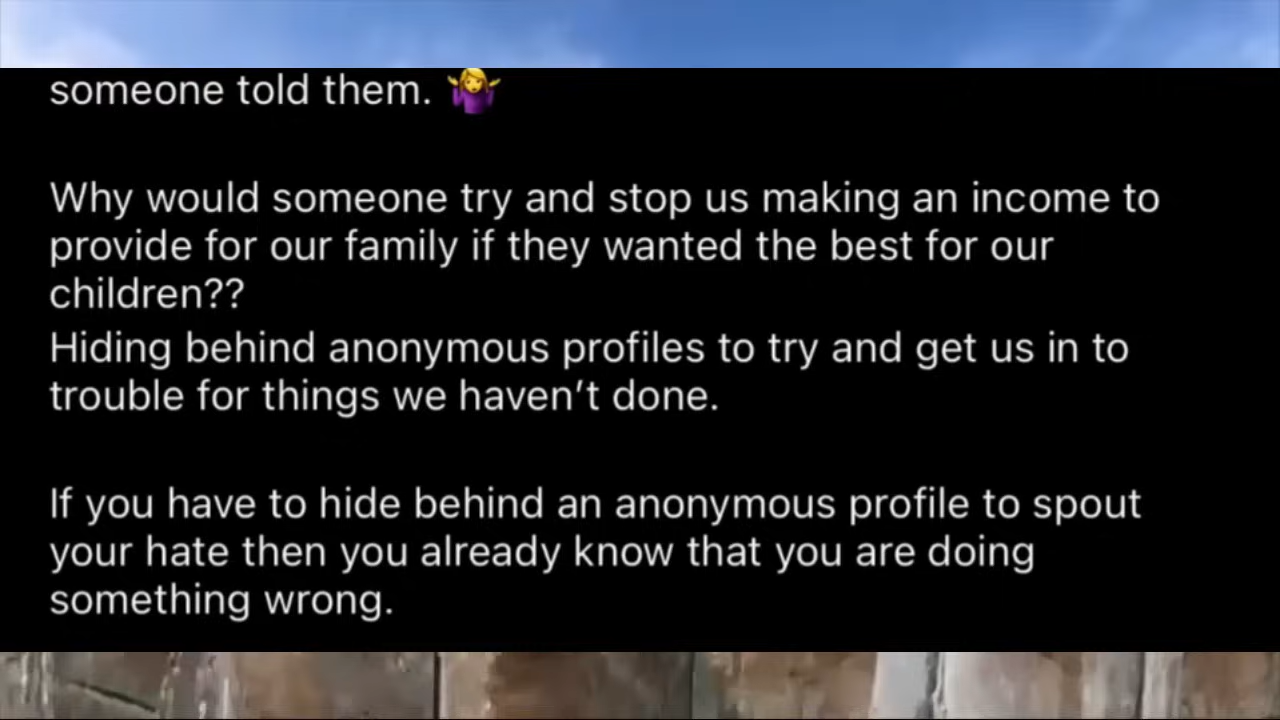 someone told them. 🤷‍♀️
Why would someone try and stop us making an income to
provide for our family if they wanted the best for our
children??
Hiding behind anonymous profiles to try and get us in to
trouble for things we haven’t done.
If you have to hide behind an anonymous profile to spout
your hate then you already know that you are doing
something wrong.